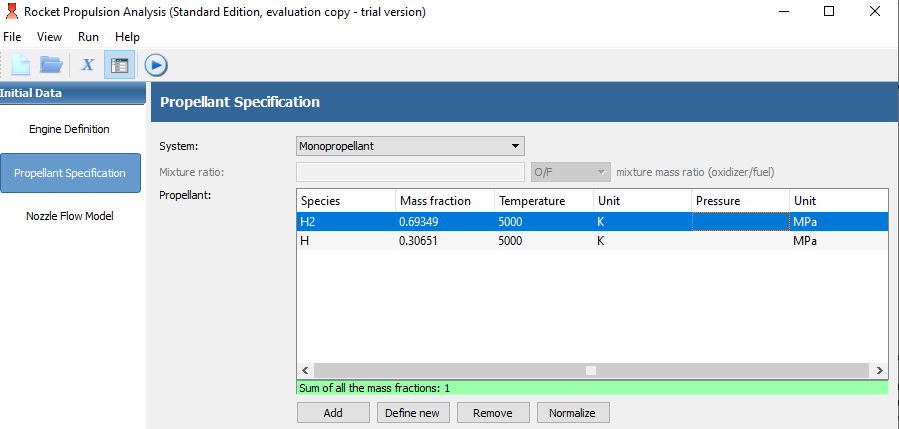 Rocket Propulsion Analysis (Standard Edition, evaluation copy - trial version)
File View Run Help
X
Initial Data
Propellant Specification
Engine Definition
System: Monopropellant
Propellant Specification
Mixture ratio: O/F mixture mass ratio (oxidizer/fuel)
Propellant:
Species Mass fraction Temperature Unit Pressure Unit
Nozzle Flow Model
H2 0.69349 5000 K MPa
H 0.30651 5000 K MPa
Sum of all the mass fractions: 1
Add Define new Remove Normalize